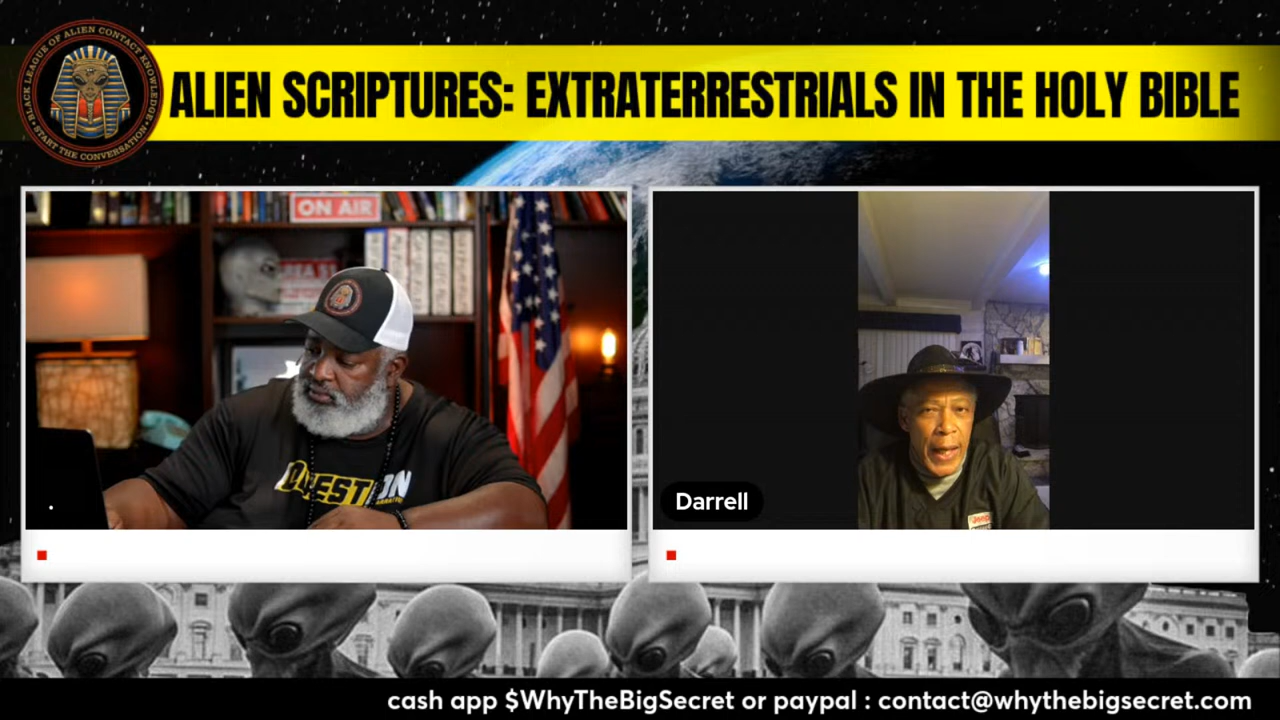 BLACK LEAGUE OF ALIEN CONTACT KNOWLEDGE
• START THE CONVERSATION •
ALIEN SCRIPTURES: EXTRATERRESTRIALS IN THE HOLY BIBLE
ON AIR
Darrell
cash app $WhyTheBigSecret or paypal : contact@whythebigsecret.com